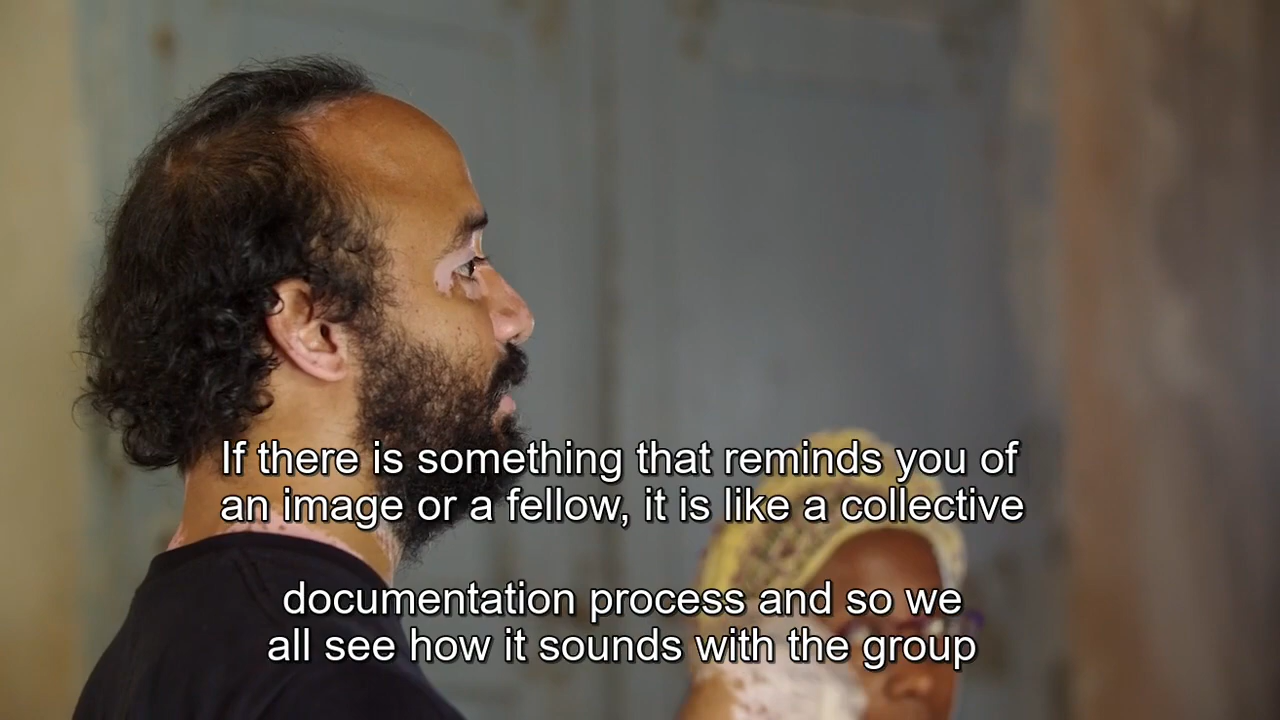 If there is something that reminds you of
an image or a fellow, it is like a collective
documentation process and so we
all see how it sounds with the group